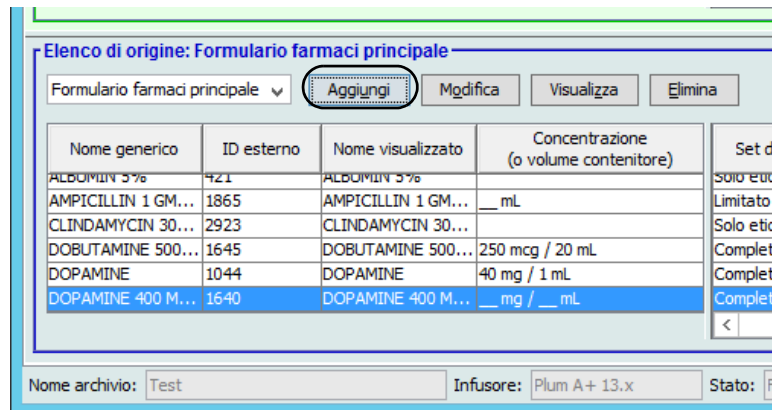 Elenco di origine: Formulario farmaci principale
Formulario farmaci principale Aggiungi Modifica Visualizza Elimina
Nome generico ID esterno Nome visualizzato Concentrazione (o volume contenitore) Set d
ALBUMIN 5% 421 ALBUMIN 5% Solo etic
AMPICILLIN 1 GM... 1865 AMPICILLIN 1 GM... __ mL Limitato
CLINDAMYCIN 30... 2923 CLINDAMYCIN 30... Solo etic
DOBUTAMINE 500... 1645 DOBUTAMINE 500... 250 mcg / 20 mL Complet
DOPAMINE 1044 DOPAMINE 40 mg / 1 mL Complet
DOPAMINE 400 M... 1640 DOPAMINE 400 M... __ mg / __ mL Complet
Nome archivio: Test Infusore: Plum A+ 13.x Stato: F